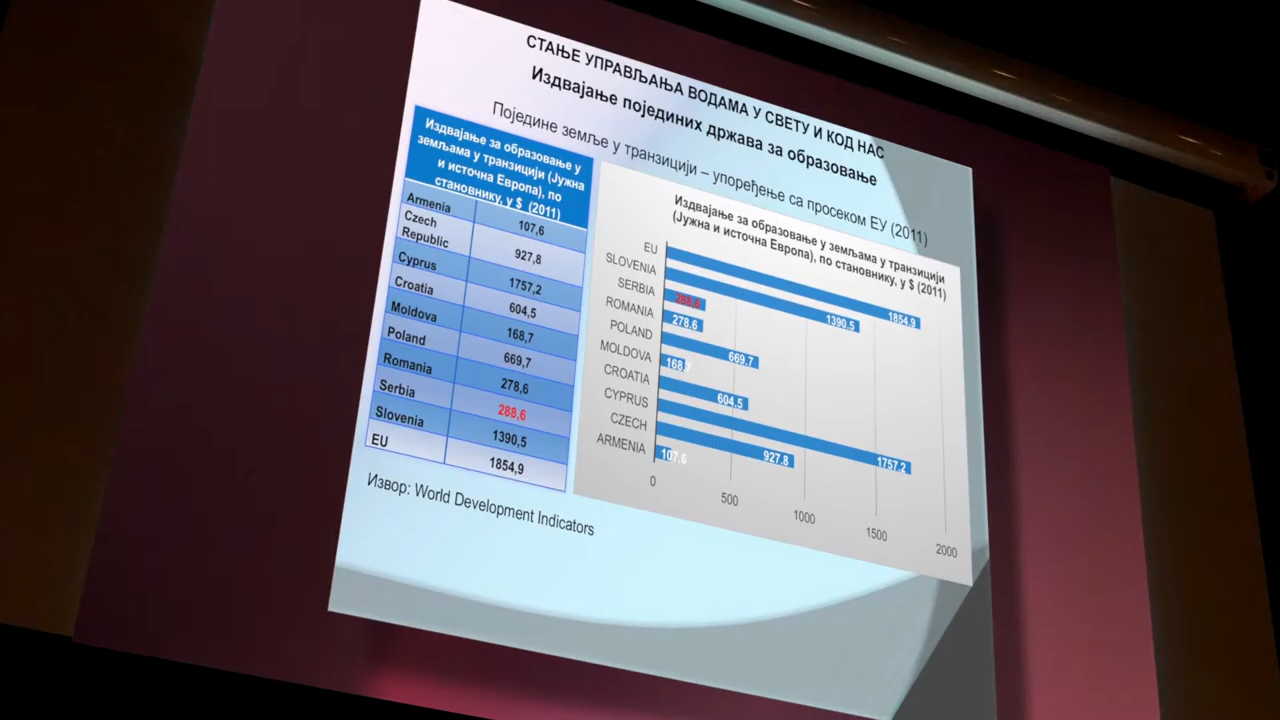 СТАЊЕ УПРАВЉАЊА ВОДАМА У СВЕТУ И КОД НАС
Издвајање појединих држава за образовање
Поједине земље у транзицији – упоређење са просеком ЕУ (2011)
Издвајање за образовање у
земљама у транзицији (Јужна
и источна Европа), по
становнику, у $ (2011)
Armenia 107,6
Czech
Republic 927,8
Cyprus 1757,2
Croatia 604,5
Moldova 168,7
Poland 669,7
Romania 278,6
Serbia 288,6
Slovenia 1390,5
EU 1854,9
Издвајање за образовање у земљама у транзицији
(Јужна и источна Европа), по становнику, у $ (2011)
EU 1854.9
SLOVENIA 1390.5
SERBIA 288.6
ROMANIA 278.6
POLAND 669.7
MOLDOVA 168.7
CROATIA 604.5
CYPRUS 1757.2
CZECH 927.8
ARMENIA 107.6
0 500 1000 1500 2000
Извор: World Development Indicators